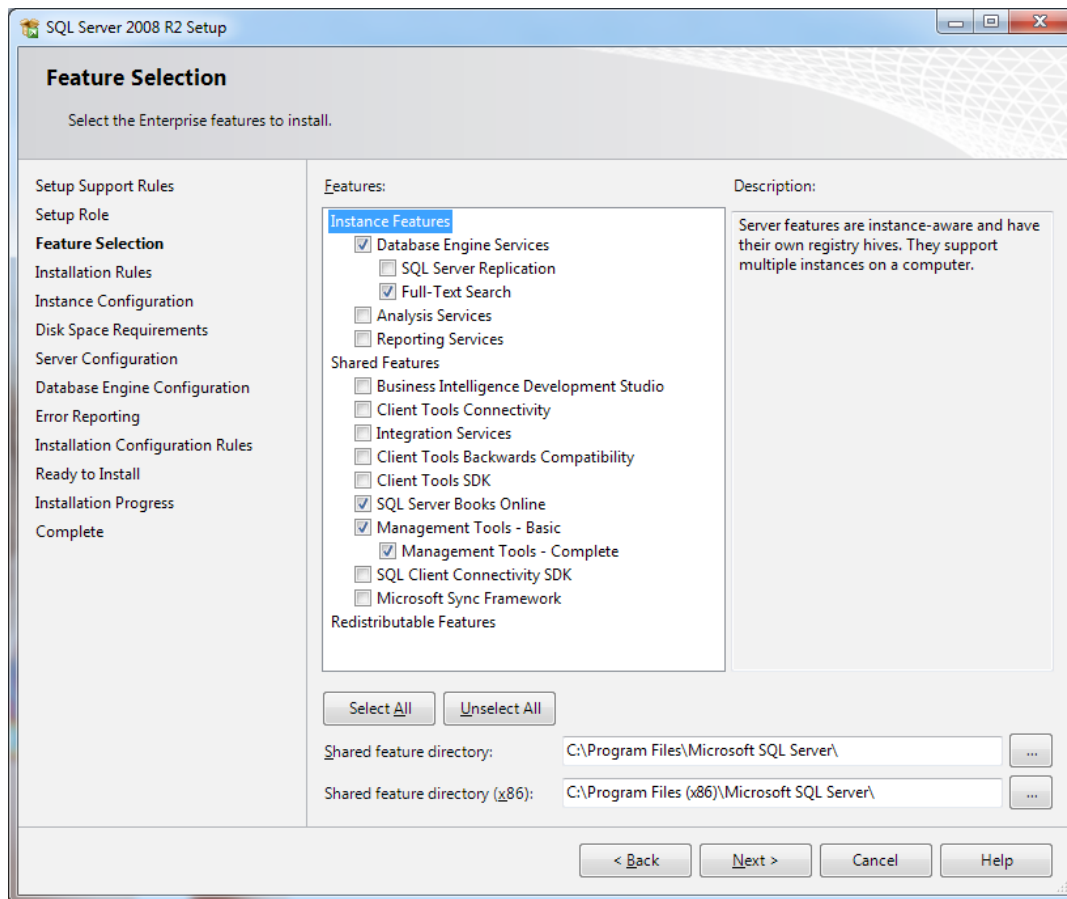 SQL Server 2008 R2 Setup
Feature Selection
Select the Enterprise features to install.
Setup Support Rules
Setup Role
Feature Selection
Installation Rules
Instance Configuration
Disk Space Requirements
Server Configuration
Database Engine Configuration
Error Reporting
Installation Configuration Rules
Ready to Install
Installation Progress
Complete
Features:
Instance Features
Database Engine Services
SQL Server Replication
Full-Text Search
Analysis Services
Reporting Services
Shared Features
Business Intelligence Development Studio
Client Tools Connectivity
Integration Services
Client Tools Backwards Compatibility
Client Tools SDK
SQL Server Books Online
Management Tools - Basic
Management Tools - Complete
SQL Client Connectivity SDK
Microsoft Sync Framework
Redistributable Features
Description:
Server features are instance-aware and have
their own registry hives. They support
multiple instances on a computer.
Select All
Unselect All
Shared feature directory:
C:\Program Files\Microsoft SQL Server\
...
Shared feature directory (x86):
C:\Program Files (x86)\Microsoft SQL Server\
...
< Back
Next >
Cancel
Help